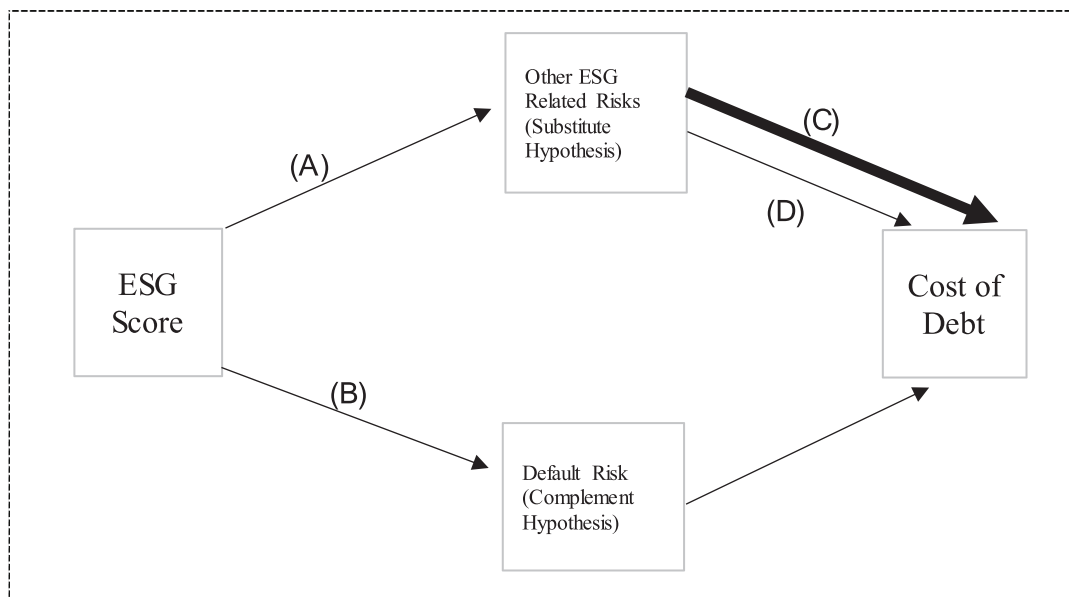 Other ESG
Related Risks
(Substitute
Hypothesis)
(C)
(A)
(D)
ESG
Score
Cost of
Debt
(B)
Default Risk
(Complement
Hypothesis)